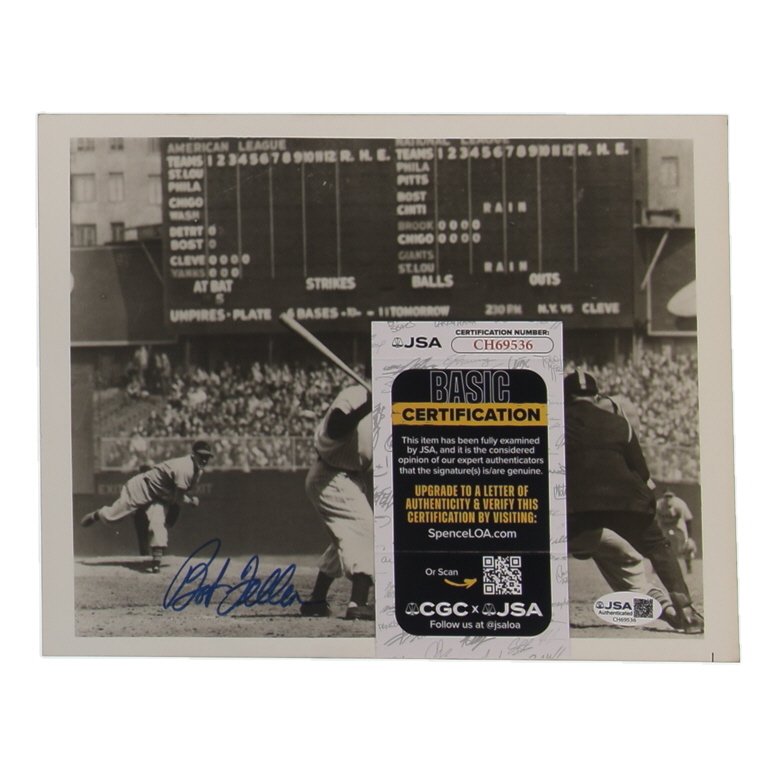 AMERICAN LEAGUE
TEAMS 1 2 3 4 5 6 7 8 9 10 11 12 R. H. E.
ST.LOU
PHILA
CHIGO
WASH
DETRT 0
BOST 0
CLEVE 0 0 0 0
YANKS 0 0 0
AT BAT
STRIKES
NATIONAL LEAGUE
TEAMS 1 2 3 4 5 6 7 8 9 10 11 12 R. H. E.
PHILA
PITTS
BOST
CINTI RAIN
BROOK 0 0 0 0
CHIGO 0 0 0 0
GIANTS
ST.LOU RAIN
BALLS
OUTS
UMPIRES - PLATE
BASES
TOMORROW
2:30 P.M. N.Y. VS CLEVE
EXIT
Bob Feller
JSA
CERTIFICATION NUMBER:
CH69536
BASIC
CERTIFICATION
This item has been fully examined
by JSA, and it is the considered
opinion of our expert authenticators
that the signature(s) is/are genuine.
UPGRADE TO A LETTER OF
AUTHENTICITY & VERIFY THIS
CERTIFICATION BY VISITING:
SpenceLOA.com
Or Scan
CGC x JSA
Follow us at @jsaloa
JSA
Authenticated
CH69536